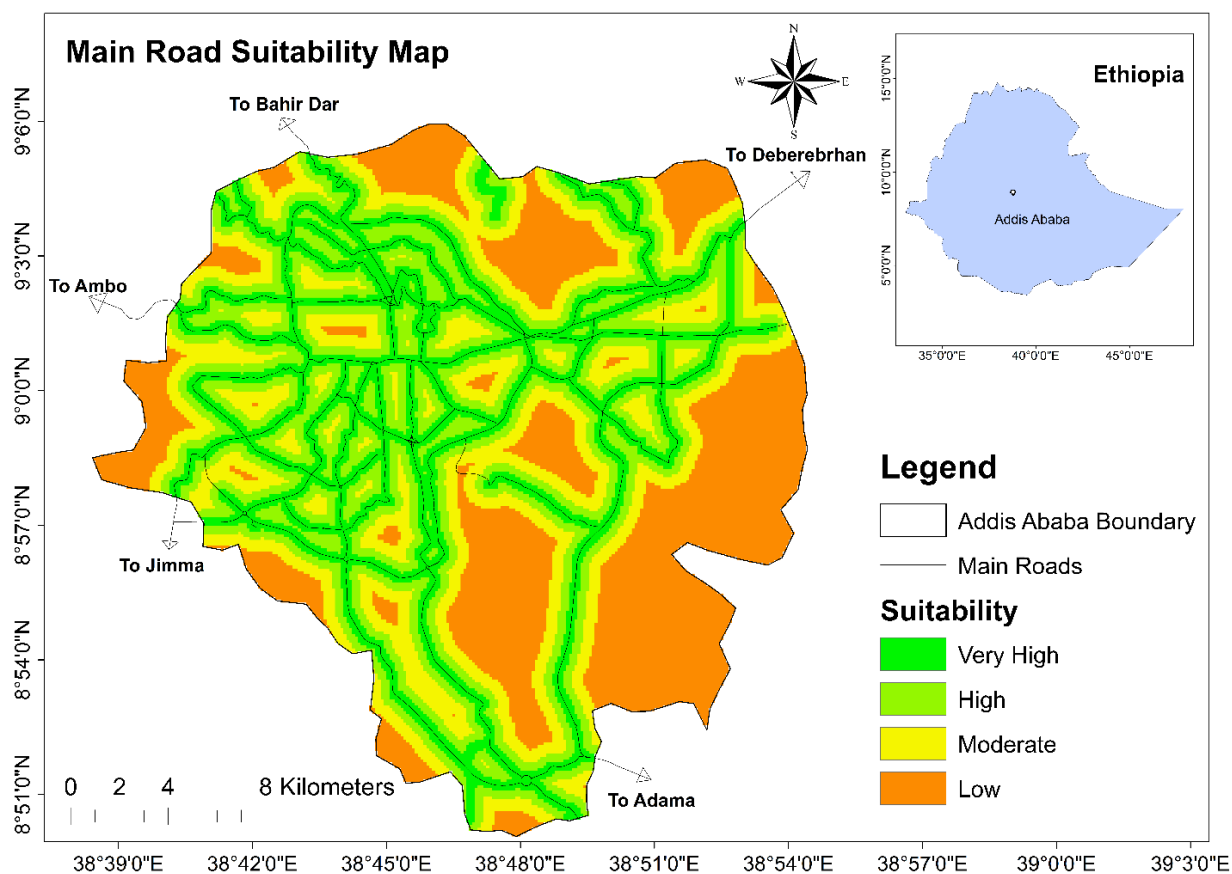 Main Road Suitability Map
N
W
E
S
Ethiopia
15°0'0"N
10°0'0"N
5°0'0"N
35°0'0"E
40°0'0"E
45°0'0"E
Addis Ababa
To Bahir Dar
To Deberebrhan
To Ambo
To Jimma
To Adama
9°6'0"N
9°3'0"N
9°0'0"N
8°57'0"N
8°54'0"N
8°51'0"N
Legend
Addis Ababa Boundary
Main Roads
Suitability
Very High
High
Moderate
Low
0 2 4 8 Kilometers
38°39'0"E
38°42'0"E
38°45'0"E
38°48'0"E
38°51'0"E
38°54'0"E
38°57'0"E
39°0'0"E
39°3'0"E